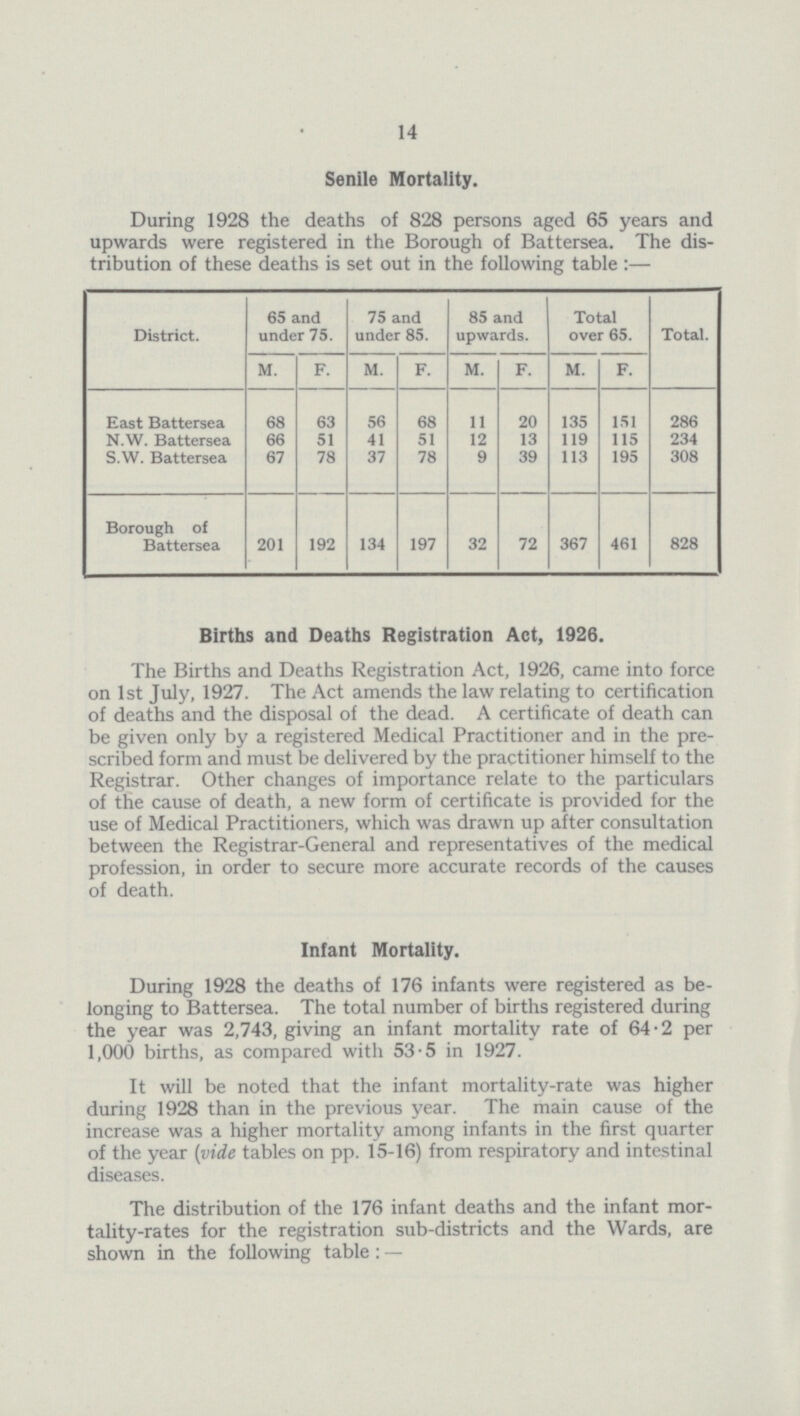 14
Senile Mortality.
During 1928 the deaths of 828 persons aged 65 years and
upwards were registered in the Borough of Battersea. The dis-
tribution of these deaths is set out in the following table :—
District. 65 and under 75. 75 and under 85. 85 and upwards. Total over 65. Total.
M. F. M. F. M. F. M. F.
East Battersea 68 63 56 68 11 20 135 151 286
N.W. Battersea 66 51 41 51 12 13 119 115 234
S.W. Battersea 67 78 37 78 9 39 113 195 308
Borough of
Battersea 201 192 134 197 32 72 367 461 828
Births and Deaths Registration Act, 1926.
The Births and Deaths Registration Act, 1926, came into force
on 1st July, 1927. The Act amends the law relating to certification
of deaths and the disposal of the dead. A certificate of death can
be given only by a registered Medical Practitioner and in the pre-
scribed form and must be delivered by the practitioner himself to the
Registrar. Other changes of importance relate to the particulars
of the cause of death, a new form of certificate is provided for the
use of Medical Practitioners, which was drawn up after consultation
between the Registrar-General and representatives of the medical
profession, in order to secure more accurate records of the causes
of death.
Infant Mortality.
During 1928 the deaths of 176 infants were registered as be-
longing to Battersea. The total number of births registered during
the year was 2,743, giving an infant mortality rate of 64·2 per
1,000 births, as compared with 53·5 in 1927.
It will be noted that the infant mortality-rate was higher
during 1928 than in the previous year. The main cause of the
increase was a higher mortality among infants in the first quarter
of the year (vide tables on pp. 15-16) from respiratory and intestinal
diseases.
The distribution of the 176 infant deaths and the infant mor-
tality-rates for the registration sub-districts and the Wards, are
shown in the following table : —